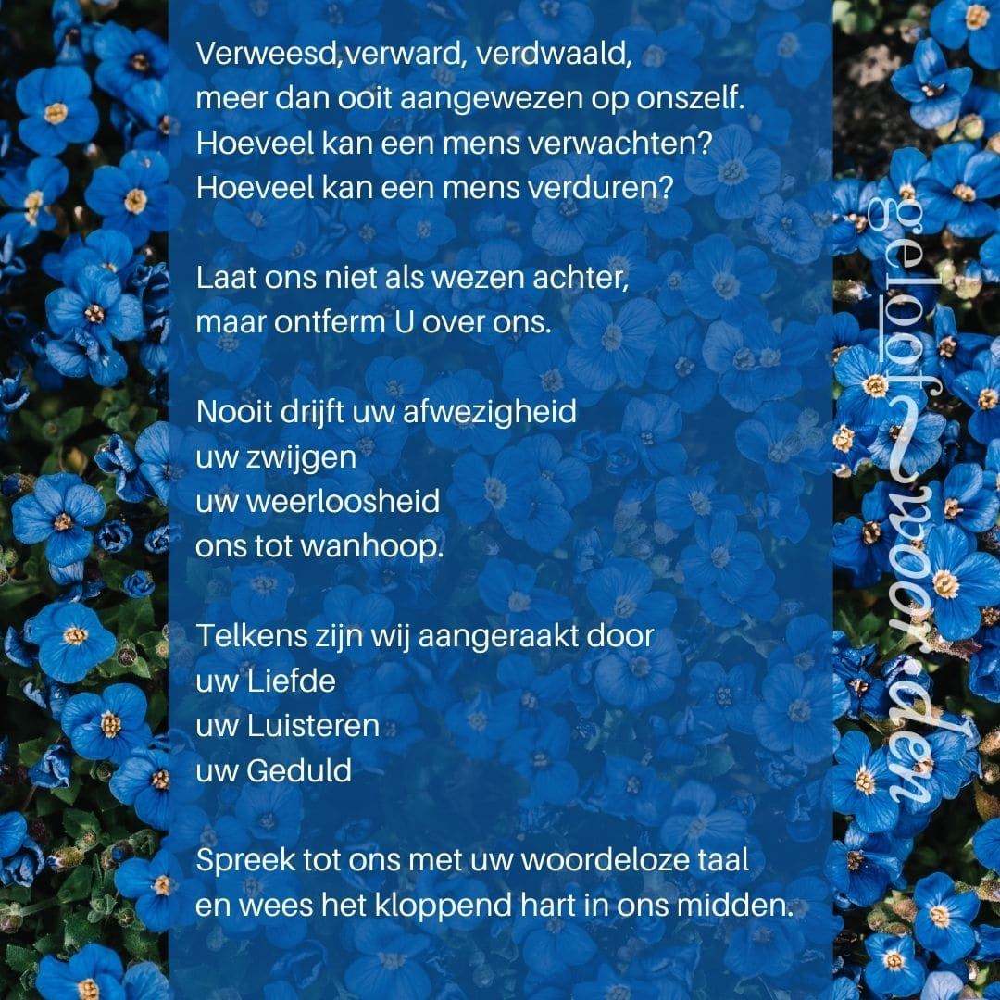 Verweesd,verward, verdwaald,
meer dan ooit aangewezen op onszelf.
Hoeveel kan een mens verwachten?
Hoeveel kan een mens verduren?
Laat ons niet als wezen achter,
maar ontferm U over ons.
Nooit drijft uw afwezigheid
uw zwijgen
uw weerloosheid
ons tot wanhoop.
Telkens zijn wij aangeraakt door
uw Liefde
uw Luisteren
uw Geduld
Spreek tot ons met uw woordeloze taal
en wees het kloppend hart in ons midden.
geloof~woor·den